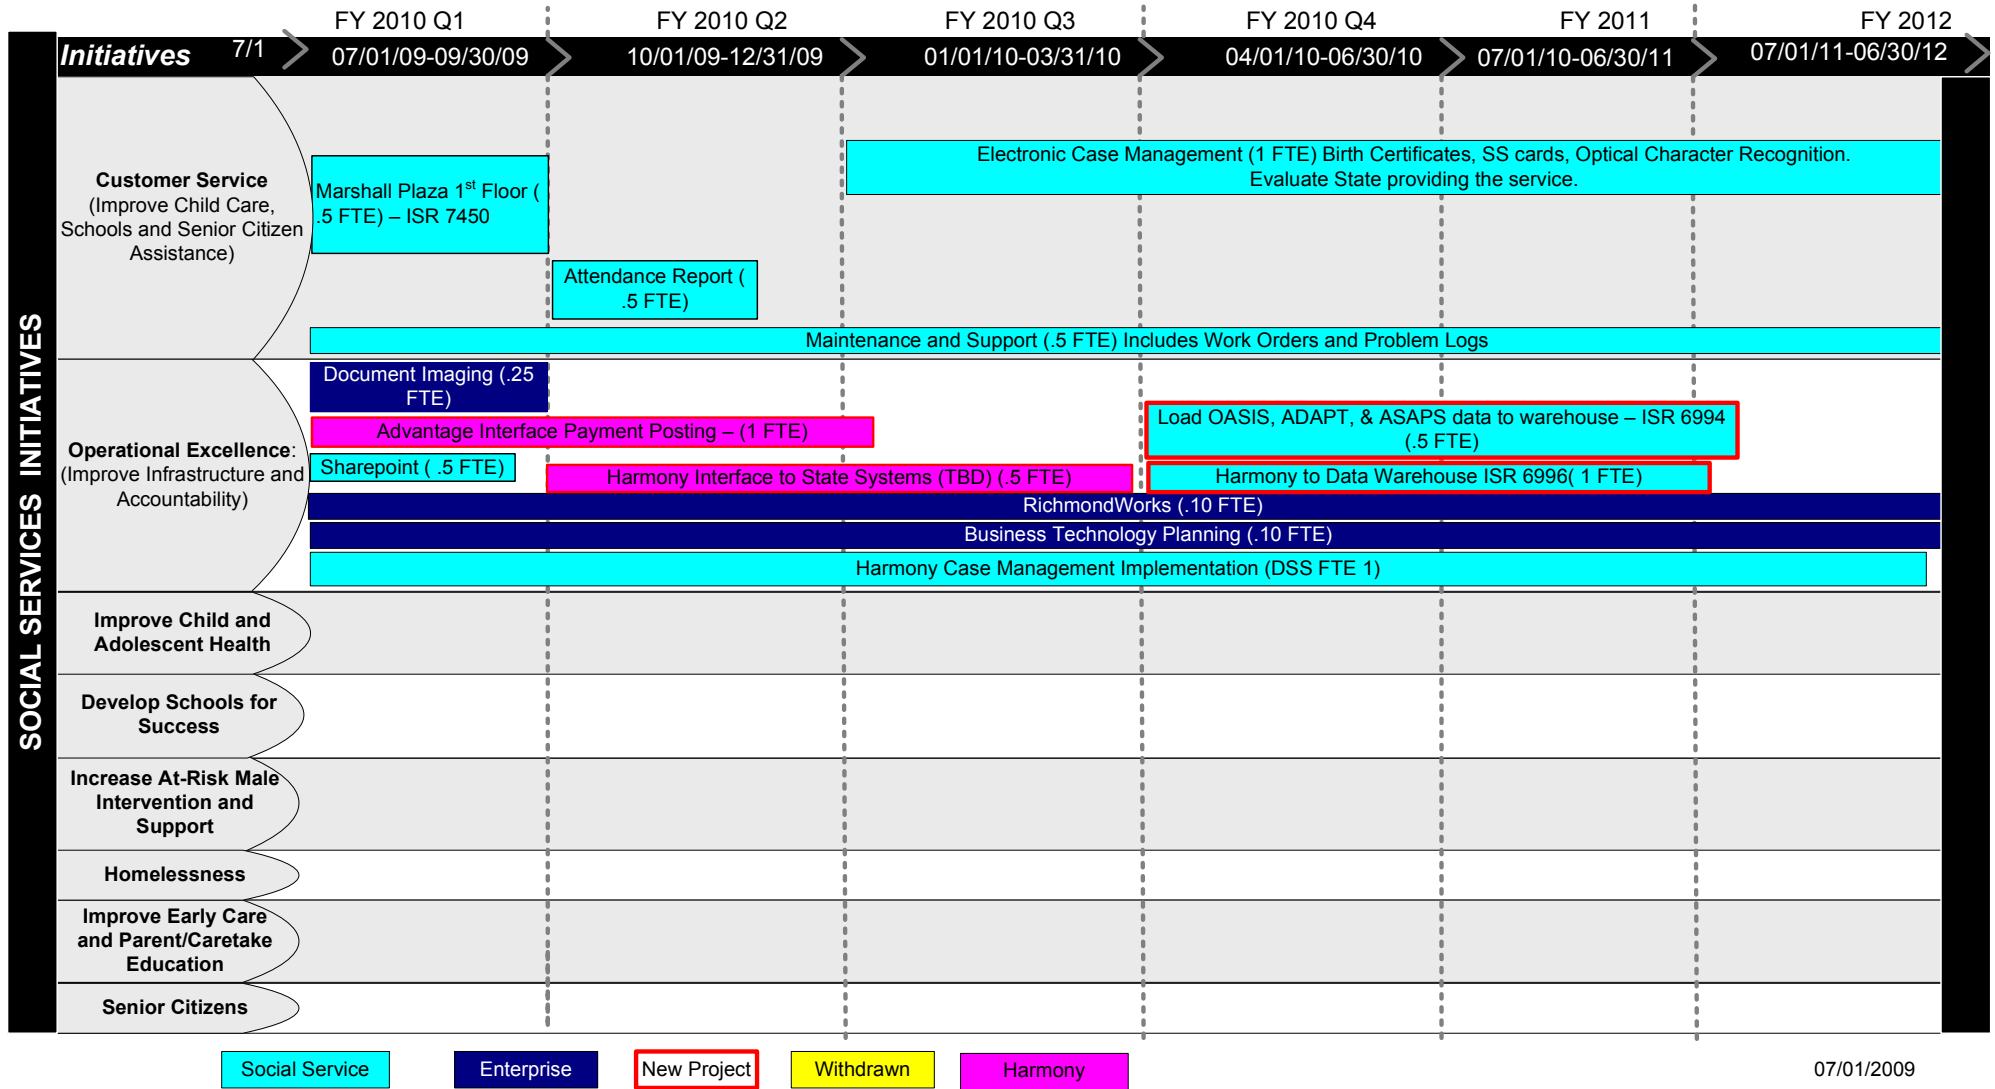 FY 2010 Q1 FY 2010 Q2 FY 2010 Q3 FY 2010 Q4 FY 2011 FY 2012
Initiatives 7/1 07/01/09-09/30/09 10/01/09-12/31/09 01/01/10-03/31/10 04/01/10-06/30/10 07/01/10-06/30/11 07/01/11-06/30/12
SOCIAL SERVICES INITIATIVES
Customer Service
(Improve Child Care,
Schools and Senior Citizen
Assistance)
Marshall Plaza 1st Floor (
.5 FTE) – ISR 7450
Electronic Case Management (1 FTE) Birth Certificates, SS cards, Optical Character Recognition.
Evaluate State providing the service.
Attendance Report (
.5 FTE)
Maintenance and Support (.5 FTE) Includes Work Orders and Problem Logs
Operational Excellence:
(Improve Infrastructure and
Accountability)
Document Imaging (.25
FTE)
Advantage Interface Payment Posting – (1 FTE)
Load OASIS, ADAPT, & ASAPS data to warehouse – ISR 6994
(.5 FTE)
Sharepoint ( .5 FTE)
Harmony Interface to State Systems (TBD) (.5 FTE)
Harmony to Data Warehouse ISR 6996( 1 FTE)
RichmondWorks (.10 FTE)
Business Technology Planning (.10 FTE)
Harmony Case Management Implementation (DSS FTE 1)
Improve Child and
Adolescent Health
Develop Schools for
Success
Increase At-Risk Male
Intervention and
Support
Homelessness
Improve Early Care
and Parent/Caretake
Education
Senior Citizens
Social Service Enterprise New Project Withdrawn Harmony 07/01/2009